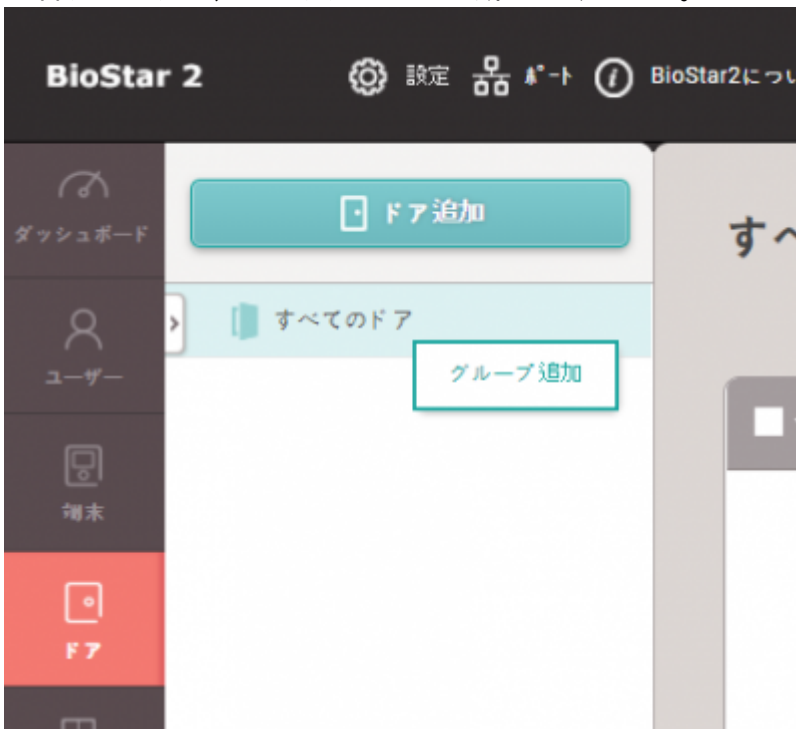 BioStar 2
設定
ポート
BioStar2につい
ダッシュボード
ドア追加
すべ
すべてのドア
ユーザー
グループ追加
端末
ドア